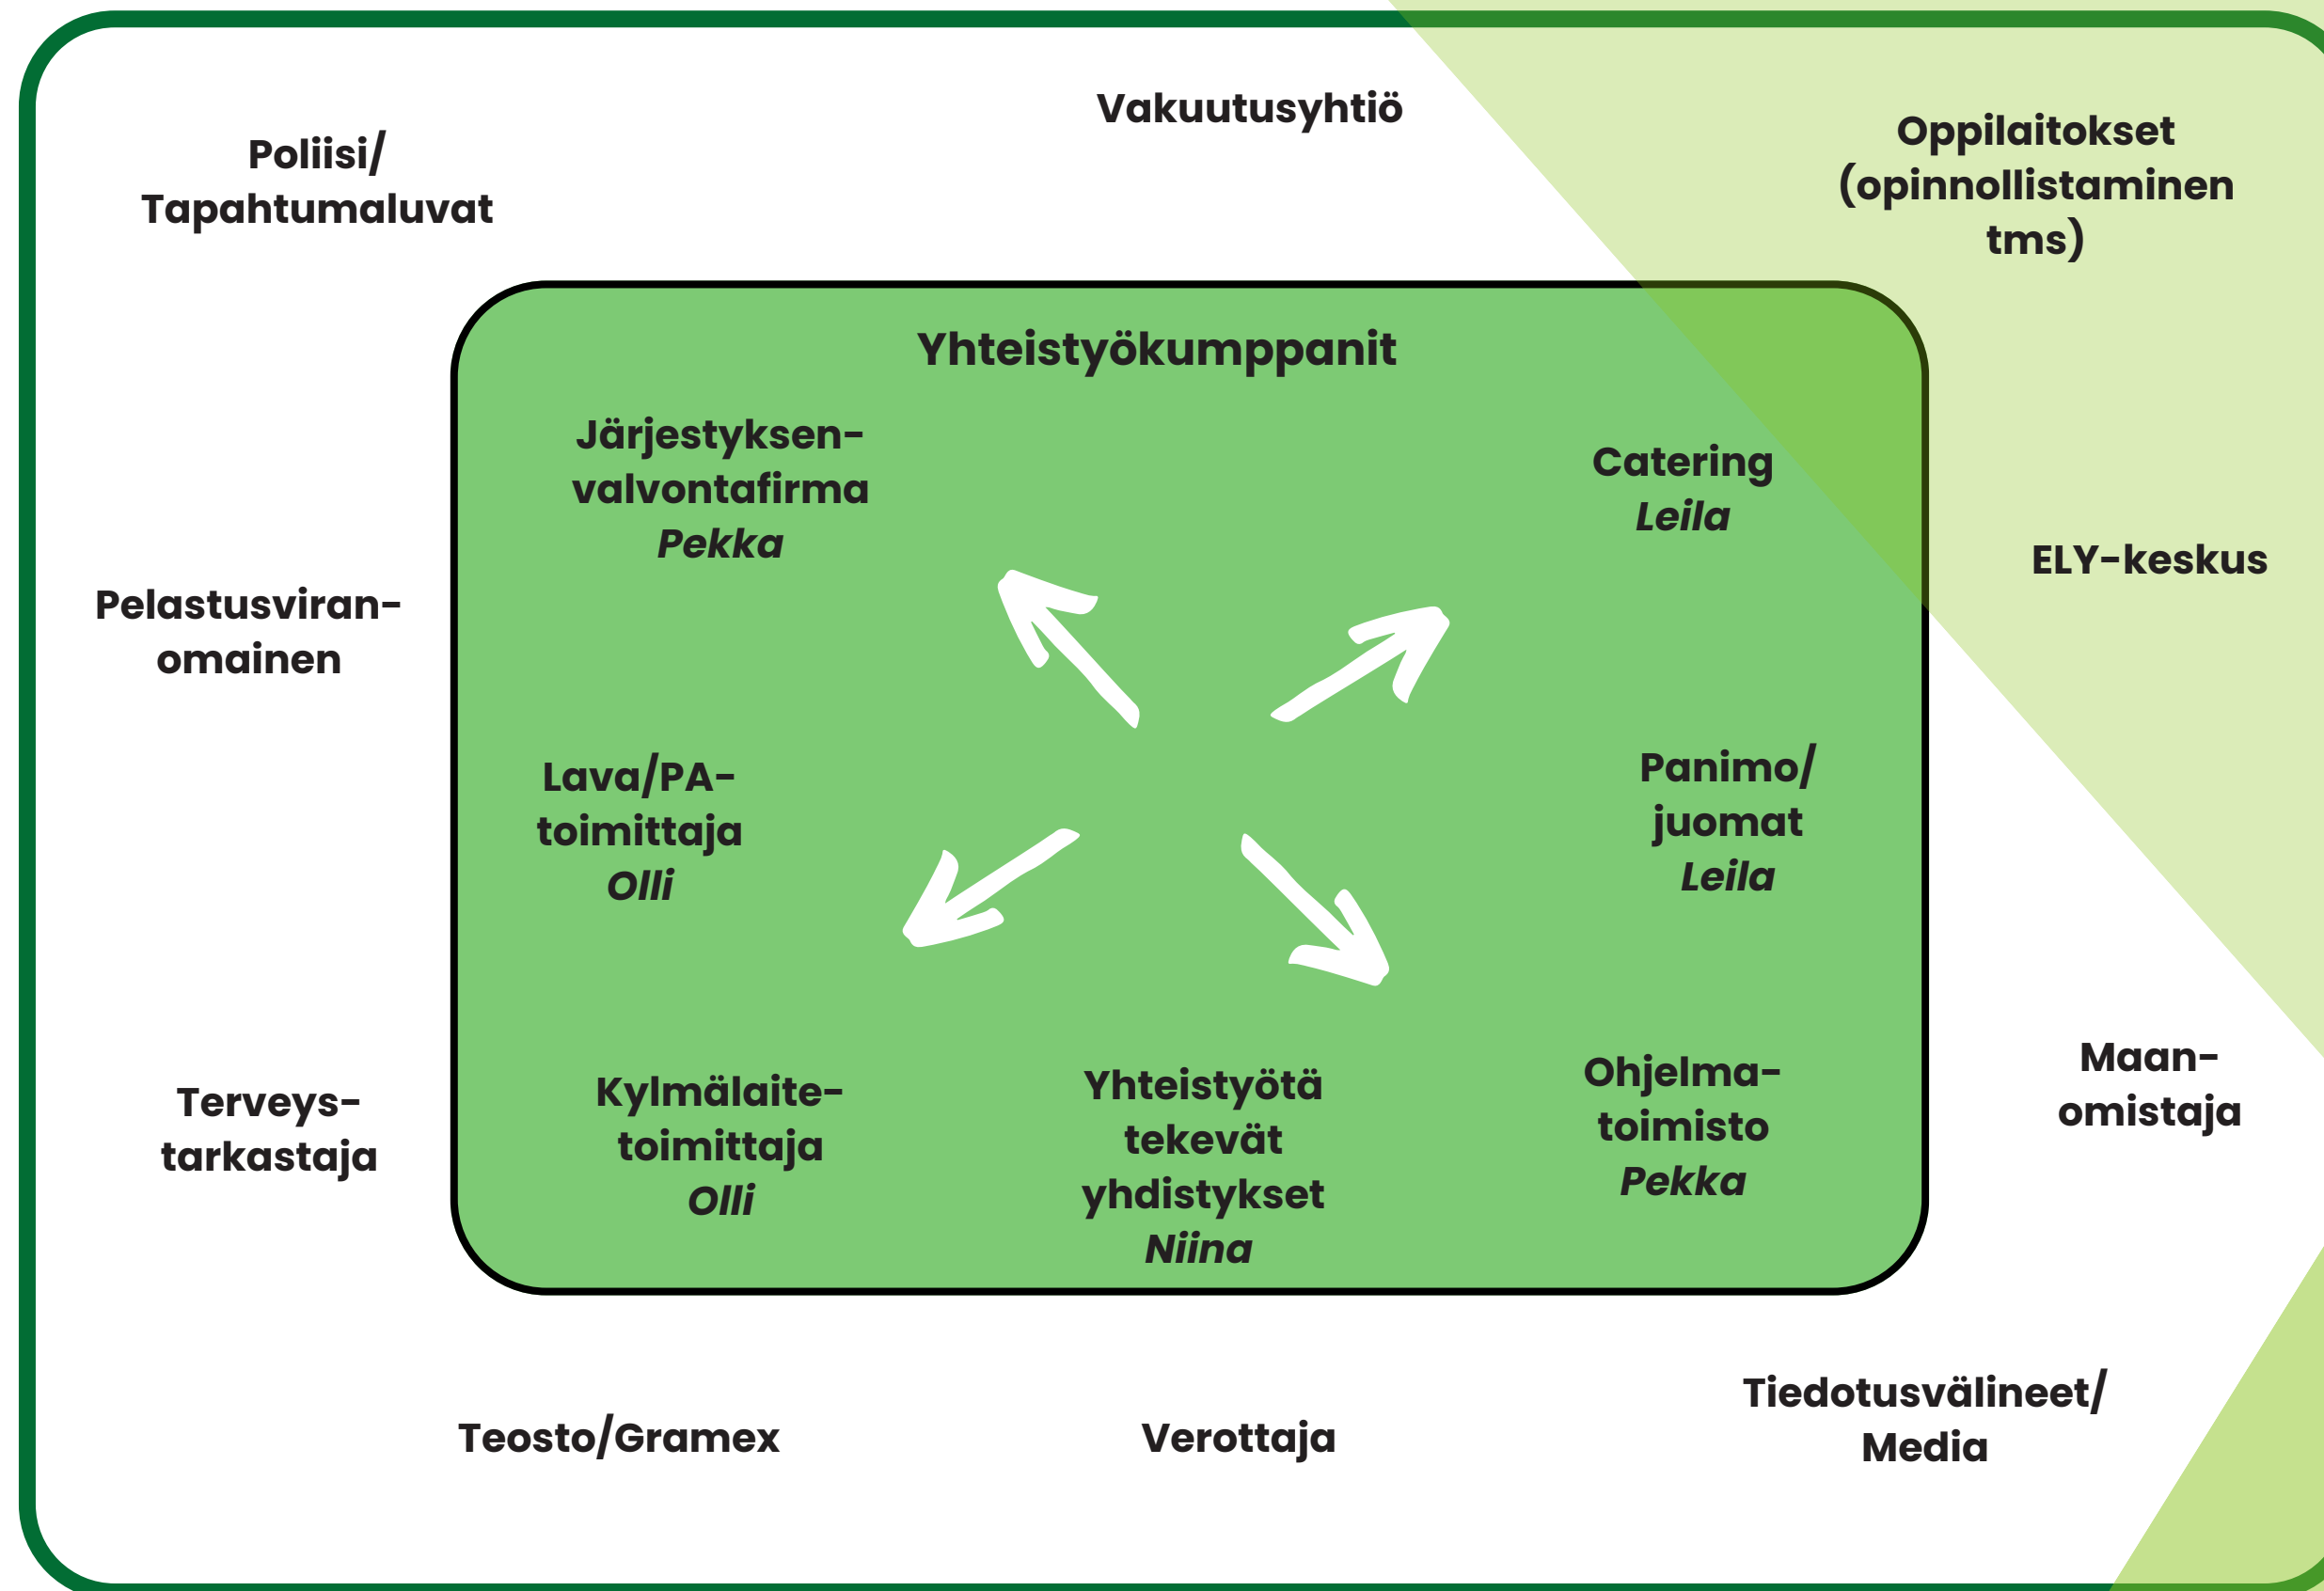 Vakuutusyhtiö
Poliisi/
Tapahtumaluvat
Oppilaitokset
(opinnollistaminen
tms)
Yhteistyökumppanit
Järjestyksen-
valvontafirma
Pekka
Catering
Leila
ELY-keskus
Pelastusviran-
omainen
Lava/PA-
toimittaja
Olli
Panimo/
juomat
Leila
Terveys-
tarkastaja
Kylmälaite-
toimittaja
Olli
Yhteistyötä
tekevät
yhdistykset
Niina
Ohjelma-
toimisto
Pekka
Maan-
omistaja
Teosto/Gramex
Verottaja
Tiedotusvälineet/
Media